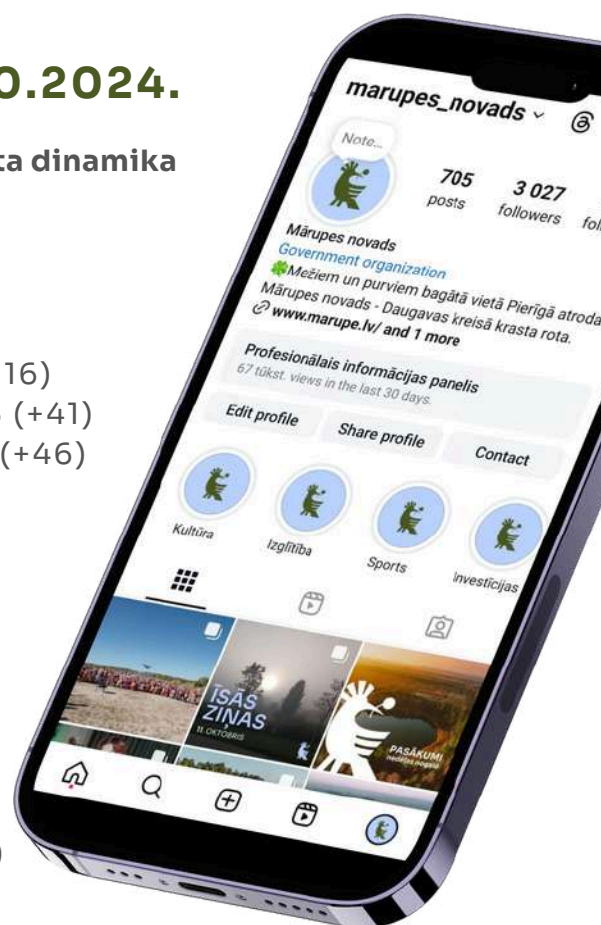 0.2024.
ta dinamika
16)
(+41)
(+46)
)
marupes_novads
Note...
705 posts
3 027 followers
Mārupes novads
Government organization
Mežiem un purviem bagātā vietā Pierīgā atroda
Mārupes novads - Daugavas kreisā krasta rota.
www.marupe.lv/ and 1 more
Profesionālais informācijas panelis
67 tūkst. views in the last 30 days.
Edit profile
Share profile
Contact
Kultūra
Izglītība
Sports
Investīcijas
ĪSĀS
ZIŅAS
11. OKTOBRIS
PASĀKUMI
nedēļas nogalē